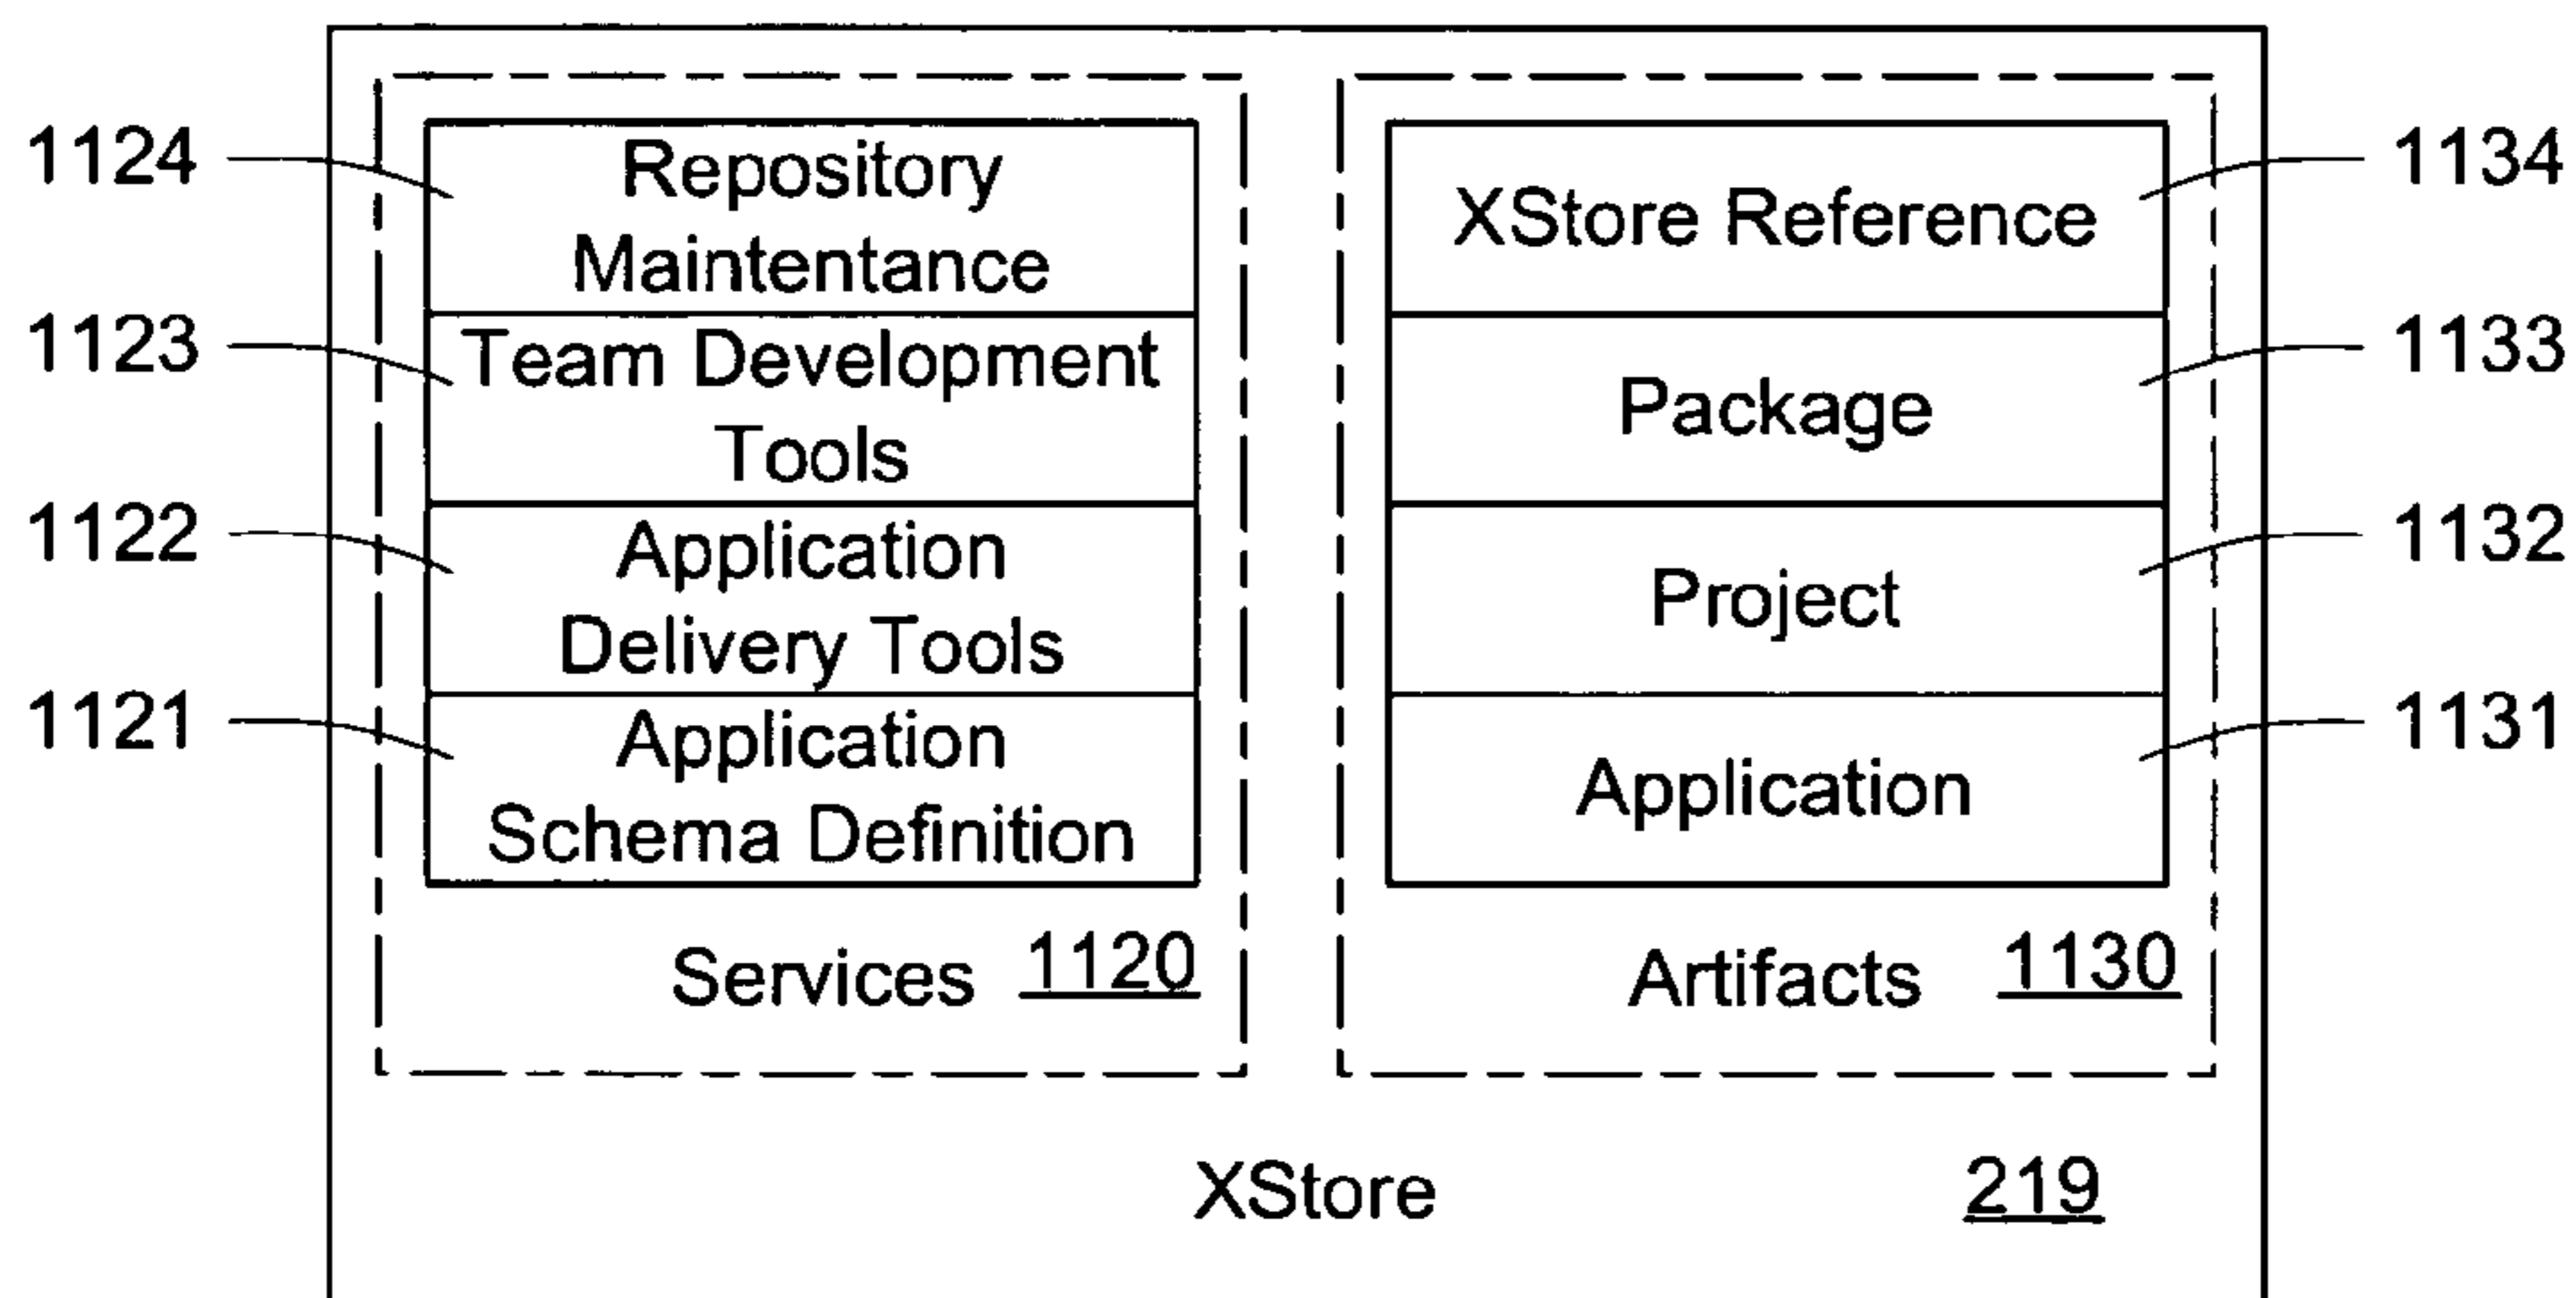 1124
Repository
Maintentance
1123
Team Development
Tools
1122
Application
Delivery Tools
1121
Application
Schema Definition
Services 1120
XStore Reference
1134
Package
1133
Project
1132
Application
1131
Artifacts 1130
XStore 219